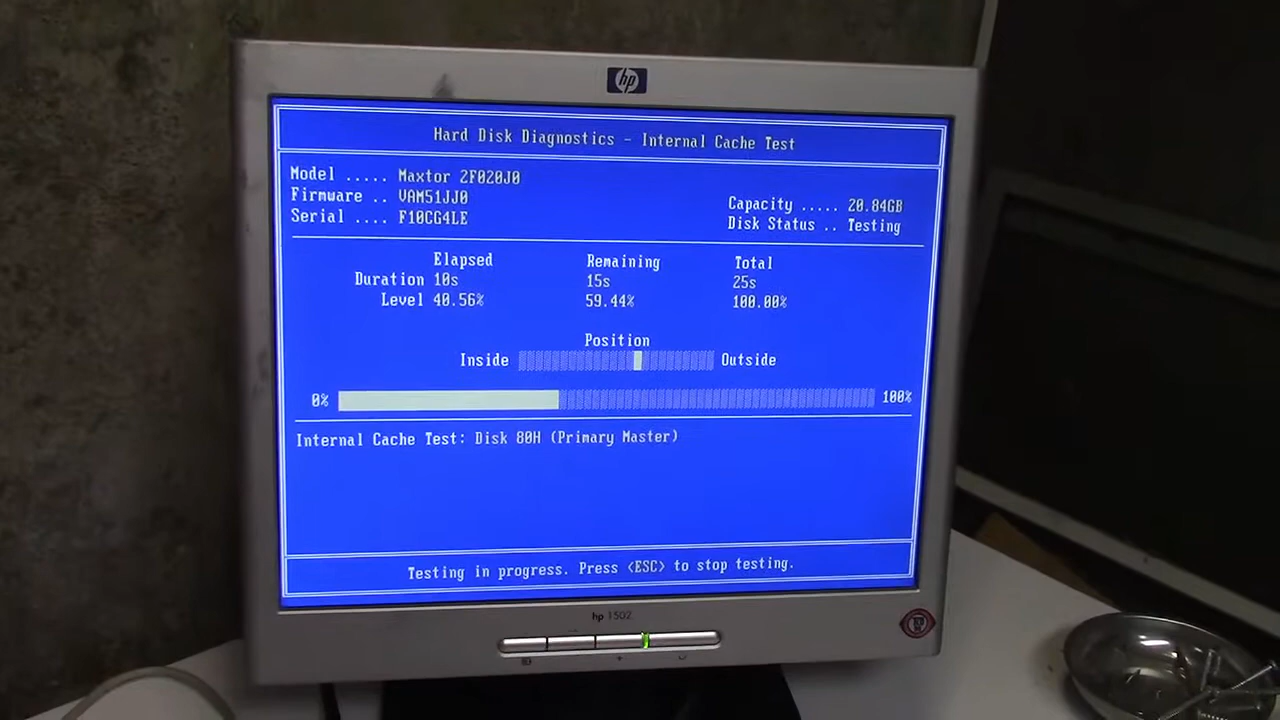 hp
Hard Disk Diagnostics - Internal Cache Test
Model ..... Maxtor 2F020J0
Firmware .. VAM51JJ0
Serial .... F10CG4LE
Capacity ..... 20.84GB
Disk Status .. Testing
Elapsed Remaining Total
Duration 10s 15s 25s
Level 40.56% 59.44% 100.00%
Position
Inside Outside
0% 100%
Internal Cache Test: Disk 80H (Primary Master)
Testing in progress. Press <ESC> to stop testing.
hp 1502